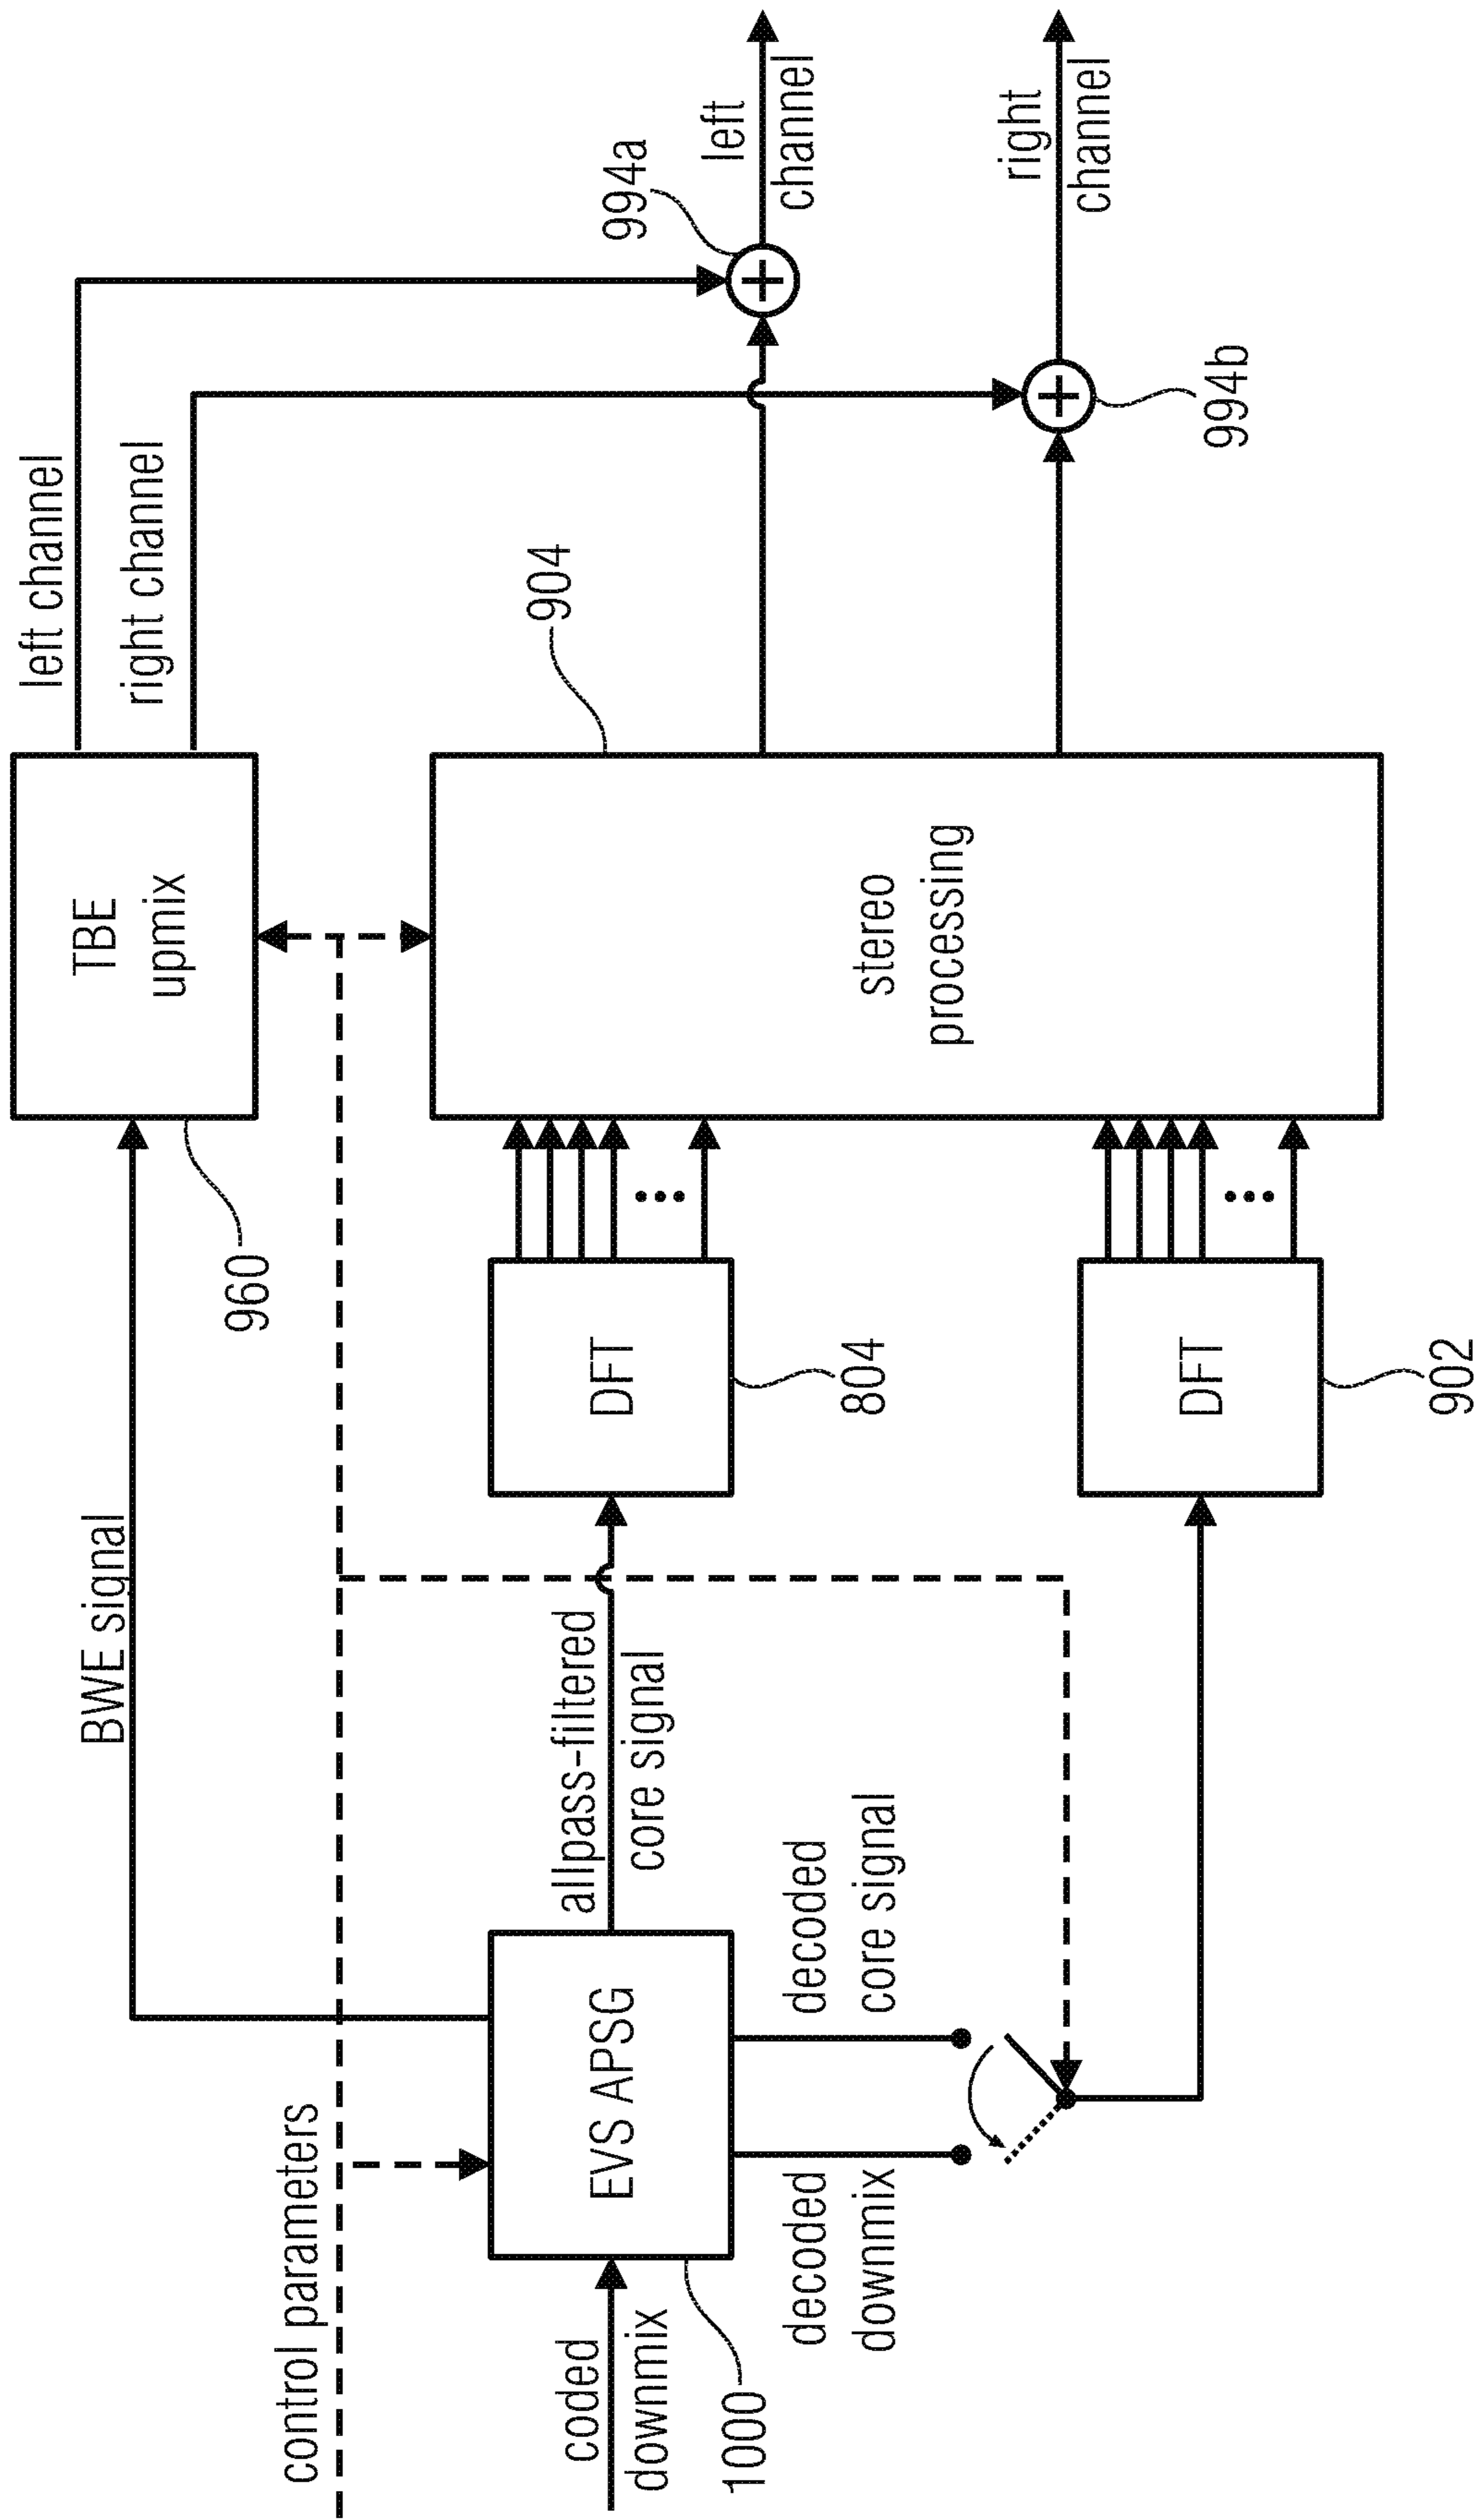 control parameters
BWE signal
960
TBE
upmix
left channel
right channel
coded
downmix
1000
EVS APSG
allpass-filtered
core signal
DFT
804
stereo
processing
904
994a
left
channel
decoded
downmix
decoded
core signal
DFT
902
994b
right
channel